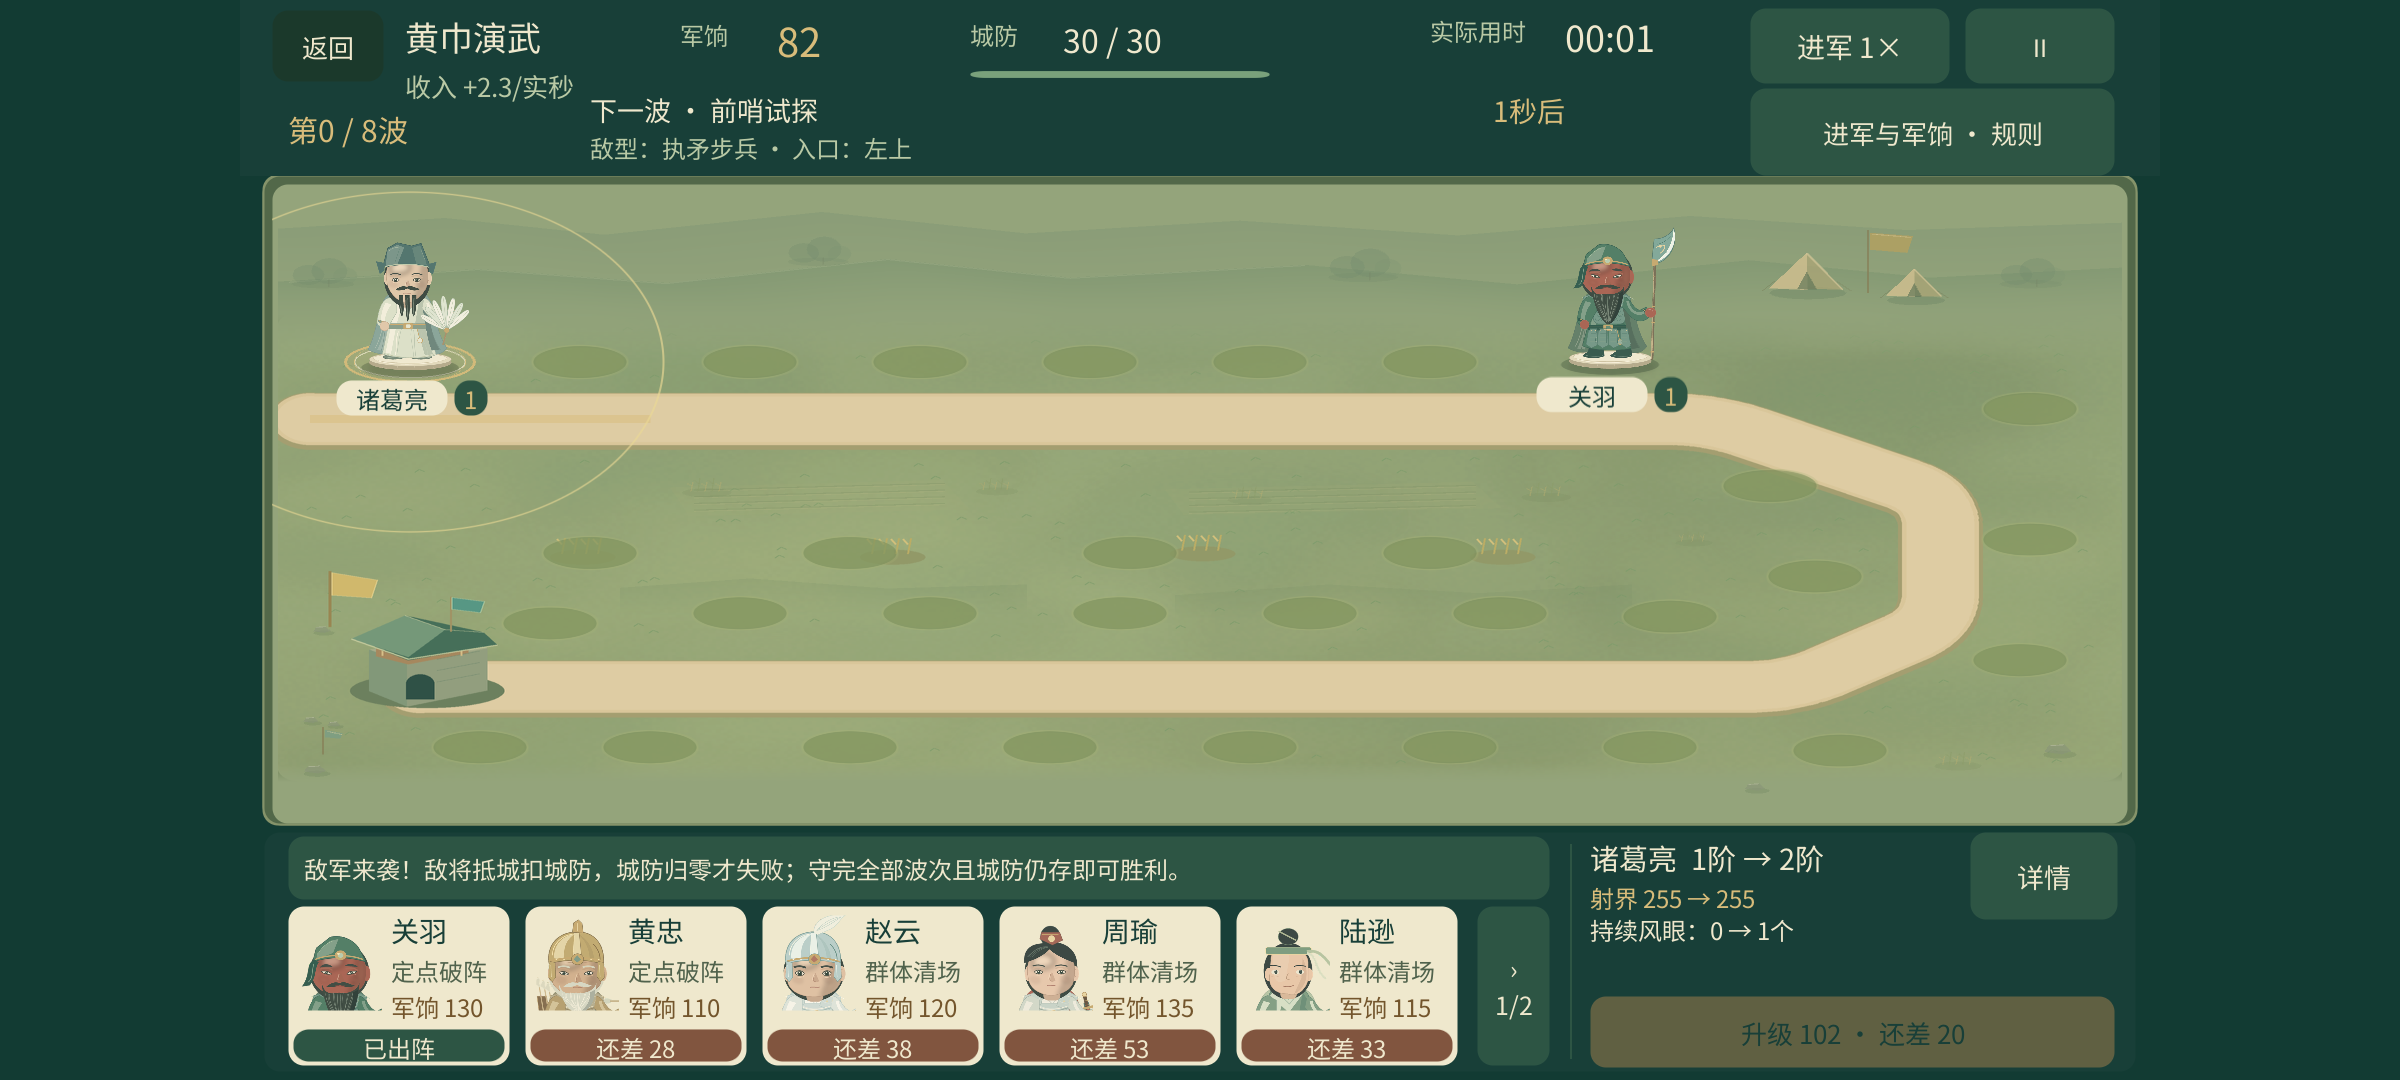 返回
黄巾演武
收入 +2.3/实秒
军饷
82
城防
30 / 30
实际用时
00:01
进军 1×
II
第0 / 8波
下一波 · 前哨试探
敌型：执矛步兵 · 入口：左上
1秒后
进军与军饷 · 规则
诸葛亮 1
关羽 1
敌军来袭！敌将抵城扣城防，城防归零才失败；守完全部波次且城防仍存即可胜利。
关羽
定点破阵
军饷 130
已出阵
黄忠
定点破阵
军饷 110
还差 28
赵云
群体清场
军饷 120
还差 38
周瑜
群体清场
军饷 135
还差 53
陆逊
群体清场
军饷 115
还差 33
›
1/2
诸葛亮 1阶→2阶
射界 255→255
持续风眼：0→1个
详情
升级 102 · 还差 20